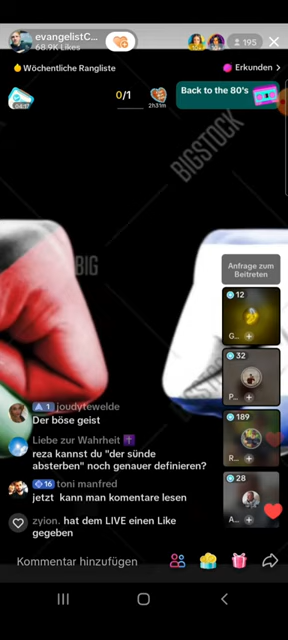 evangelistC...
68.9K Likes
195
Wöchentliche Rangliste
Erkunden >
04:17
0/1
2h31m
Back to the 80's
BIGSTOCK
BIG
Anfrage zum
Beitreten
12
G...
32
P...
189
R...
28
A...
1 joudytewelde
Der böse geist
Liebe zur Wahrheit
reza kannst du "der sünde
absterben" noch genauer definieren?
16 toni manfred
jetzt kann man komentare lesen
zyion. hat dem LIVE einen Like
gegeben
Kommentar hinzufügen